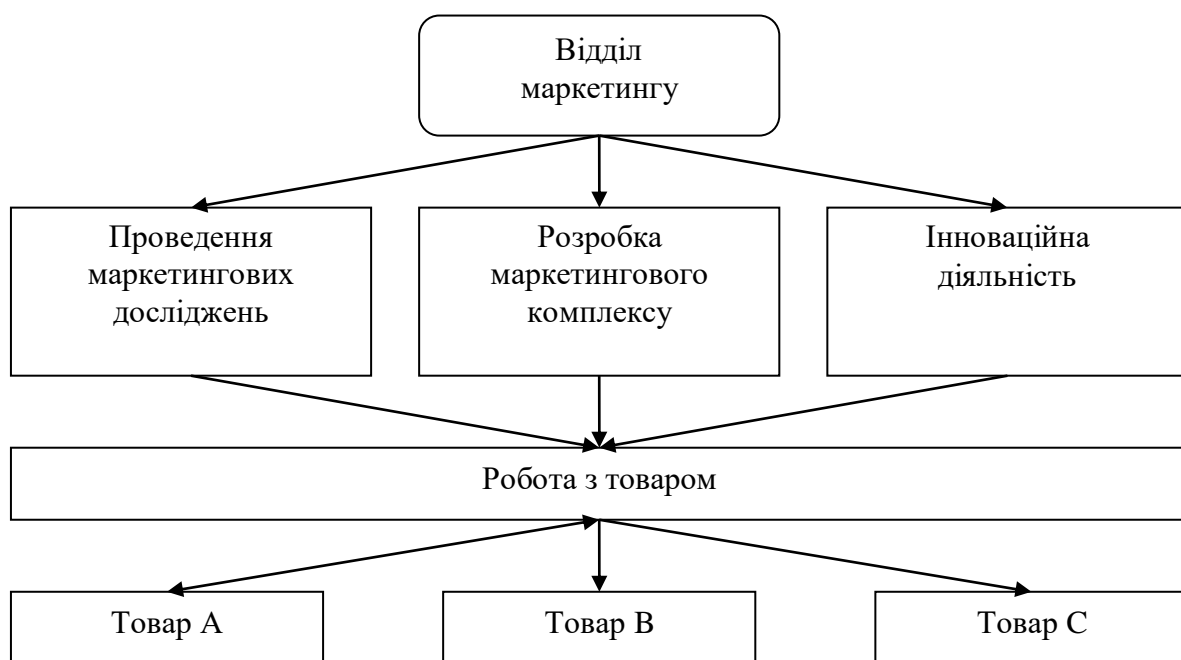 Відділ
маркетингу
Проведення
маркетингових
досліджень
Розробка
маркетингового
комплексу
Інноваційна
діяльність
Робота з товаром
Товар А
Товар В
Товар С